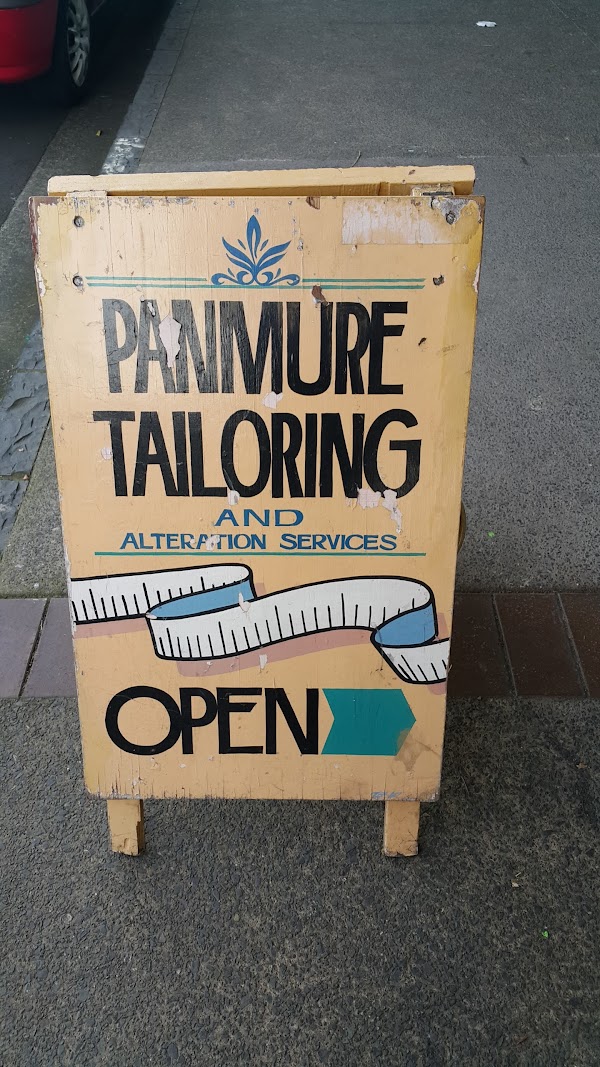 PANMURE
TAILORING
AND
ALTERATION SERVICES
OPEN